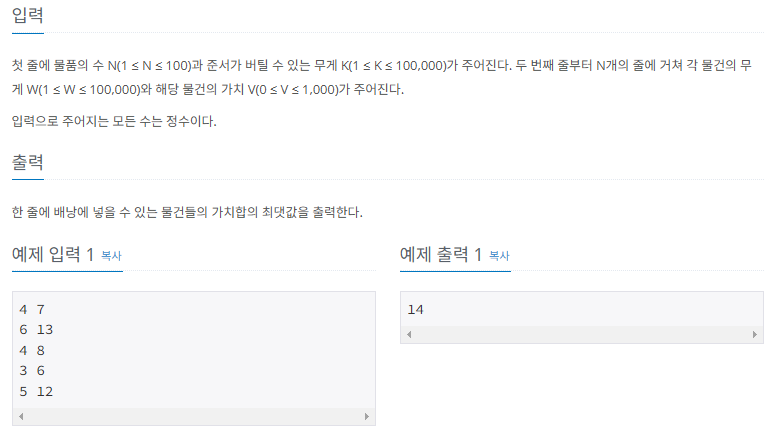 입력
첫 줄에 물품의 수 N(1 ≤ N ≤ 100)과 준서가 버틸 수 있는 무게 K(1 ≤ K ≤ 100,000)가 주어진다. 두 번째 줄부터 N개의 줄에 거쳐 각 물건의 무
게 W(1 ≤ W ≤ 100,000)와 해당 물건의 가치 V(0 ≤ V ≤ 1,000)가 주어진다.
입력으로 주어지는 모든 수는 정수이다.
출력
한 줄에 배낭에 넣을 수 있는 물건들의 가치합의 최댓값을 출력한다.
예제 입력 1 복사
4 7
6 13
4 8
3 6
5 12
예제 출력 1 복사
14